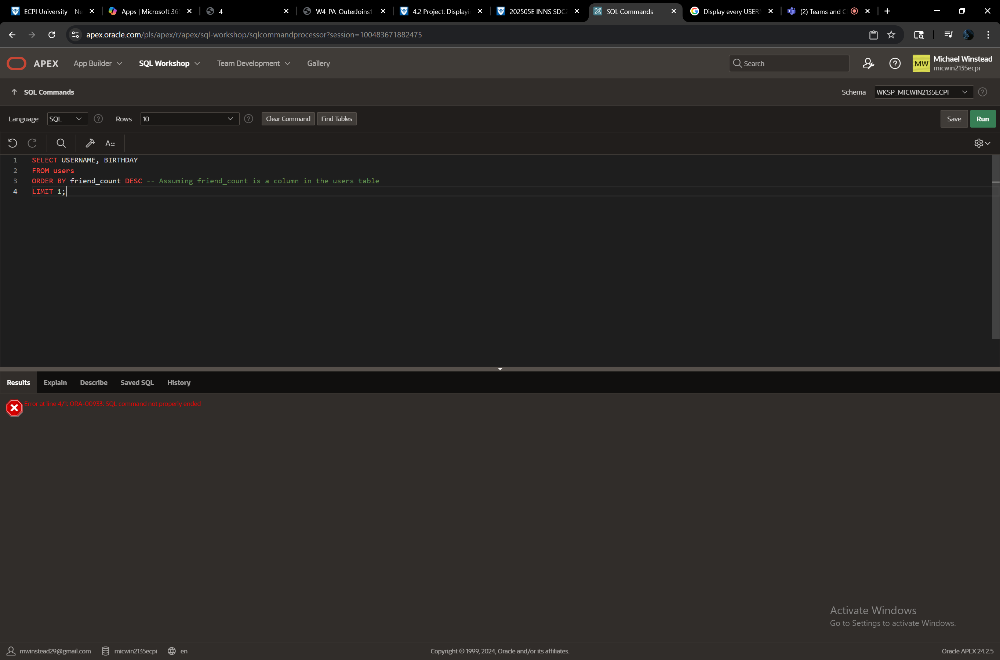 ECPI University – Ne
Apps | Microsoft 365
4
W4_PA_OuterJoins1
4.2 Project: Displayi
202505E INNS SDC2
SQL Commands
Display every USER
(2) Teams and C
apex.oracle.com/pls/apex/r/apex/sql-workshop/sqlcommandprocessor?session=100483671882475
APEX App Builder SQL Workshop Team Development Gallery
Search
MW
Michael Winstead
micwin2135ecpi
SQL Commands
Schema WKSP_MICWIN2135ECPI
Language SQL Rows 10 Clear Command Find Tables Save Run
1 SELECT USERNAME, BIRTHDAY
2 FROM users
3 ORDER BY friend_count DESC -- Assuming friend_count is a column in the users table
4 LIMIT 1;
Results Explain Describe Saved SQL History
Error at line 4/1: ORA-00933: SQL command not properly ended
Activate Windows
Go to Settings to activate Windows.
mwinstead29@gmail.com micwin2135ecpi en
Copyright © 1999, 2024, Oracle and/or its affiliates.
Oracle APEX 24.2.5